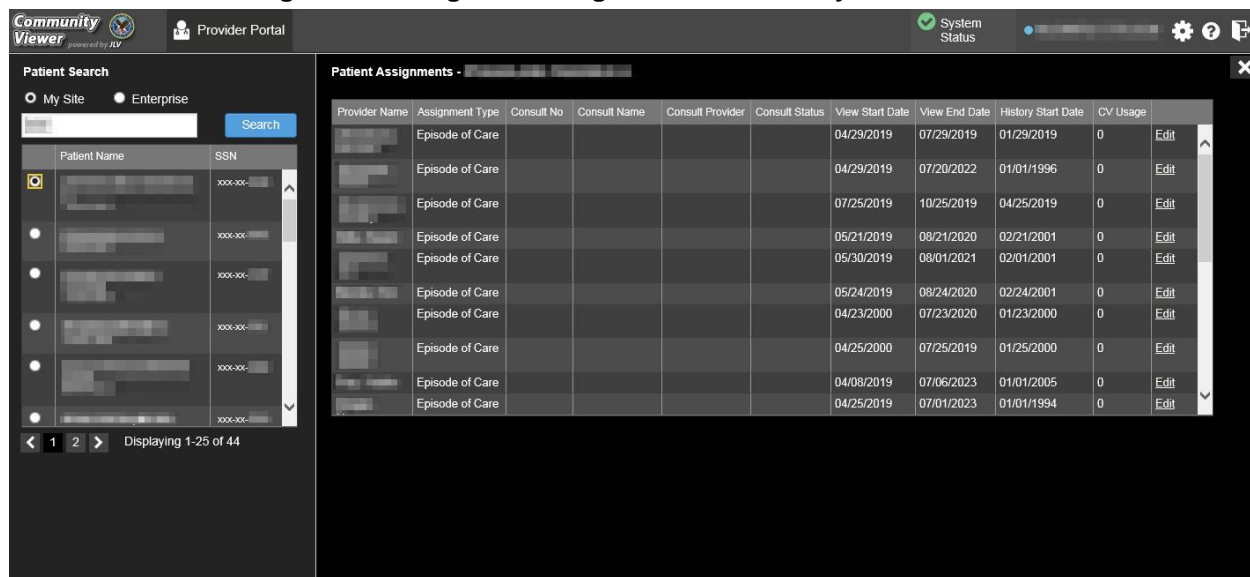 Community
Viewer powered by JLV
Provider Portal
System
Status
Patient Search
My Site Enterprise
Search
Patient Name SSN
xxx-xx-
xxx-xx-
xxx-xx-
xxx-xx-
xxx-xx-
xxx-xx-
1 2 Displaying 1-25 of 44
Patient Assignments -
Provider Name Assignment Type Consult No Consult Name Consult Provider Consult Status View Start Date View End Date History Start Date CV Usage
Episode of Care 04/29/2019 07/29/2019 01/29/2019 0 Edit
Episode of Care 04/29/2019 07/20/2022 01/01/1996 0 Edit
Episode of Care 07/25/2019 10/25/2019 04/25/2019 0 Edit
Episode of Care 05/21/2019 08/21/2020 02/21/2001 0 Edit
Episode of Care 05/30/2019 08/01/2021 02/01/2001 0 Edit
Episode of Care 05/24/2019 08/24/2020 02/24/2001 0 Edit
Episode of Care 04/23/2000 07/23/2020 01/23/2000 0 Edit
Episode of Care 04/25/2000 07/25/2019 01/25/2000 0 Edit
Episode of Care 04/08/2019 07/06/2023 01/01/2005 0 Edit
Episode of Care 04/25/2019 07/01/2023 01/01/1994 0 Edit